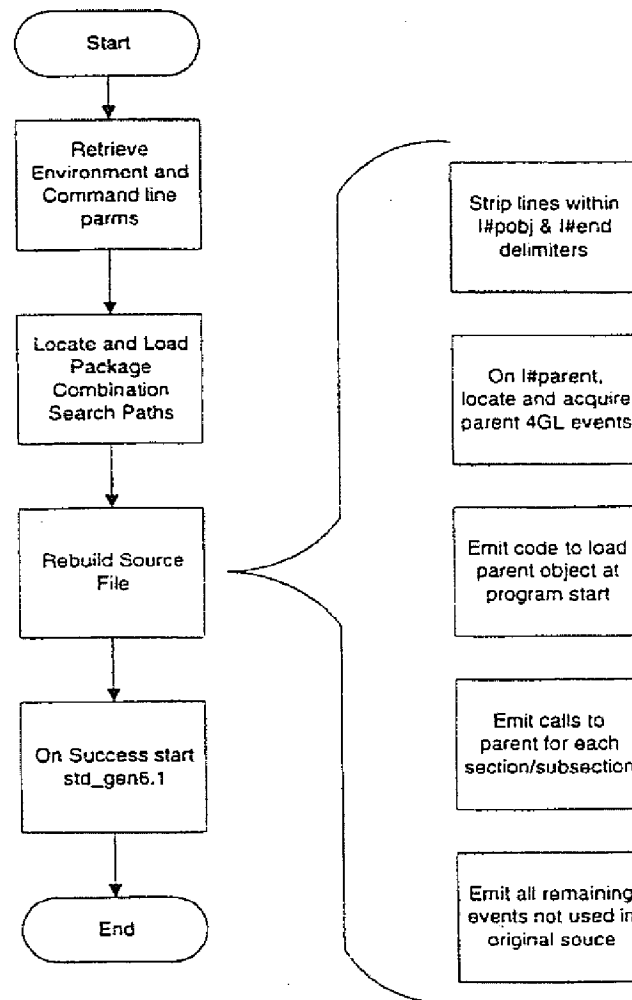 Start
Retrieve
Environment and
Command line
parms
Locate and Load
Package
Combination
Search Paths
Rebuild Source
File
On Success start
std_gen6.1
End
Strip lines within
I#pobj & I#end
delimiters
On I#parent,
locate and acquire
parent 4GL events
Emit code to load
parent object at
program start
Emit calls to
parent for each
section/subsection
Emit all remaining
events not used in
original souce